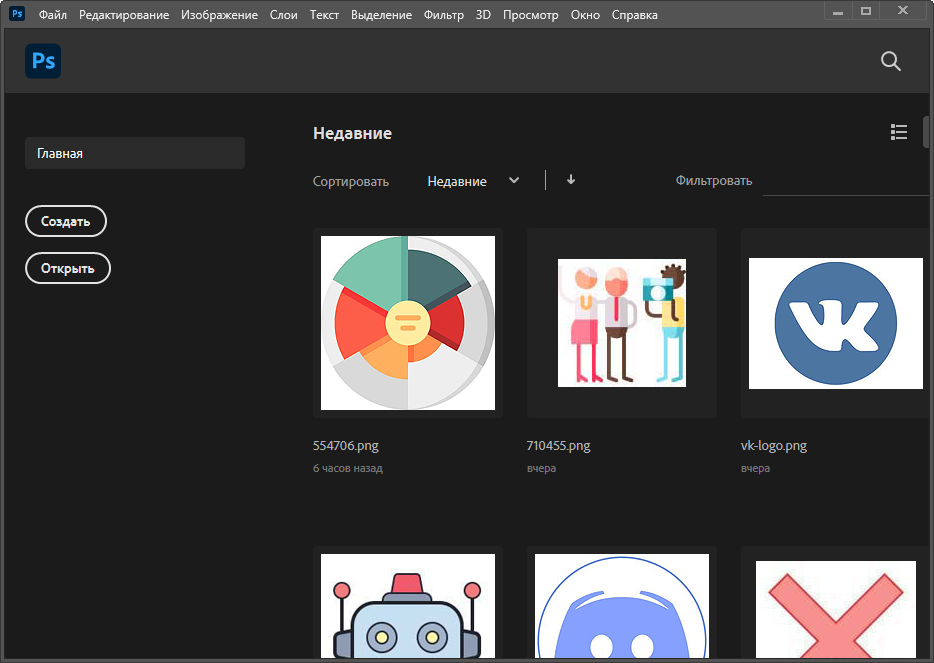 Ps Файл Редактирование Изображение Слои Текст Выделение Фильтр 3D Просмотр Окно Справка
Ps
Недавние
Главная
Сортировать Недавние Фильтровать
Создать
Открыть
554706.png 710455.png vk-logo.png
6 часов назад вчера вчера